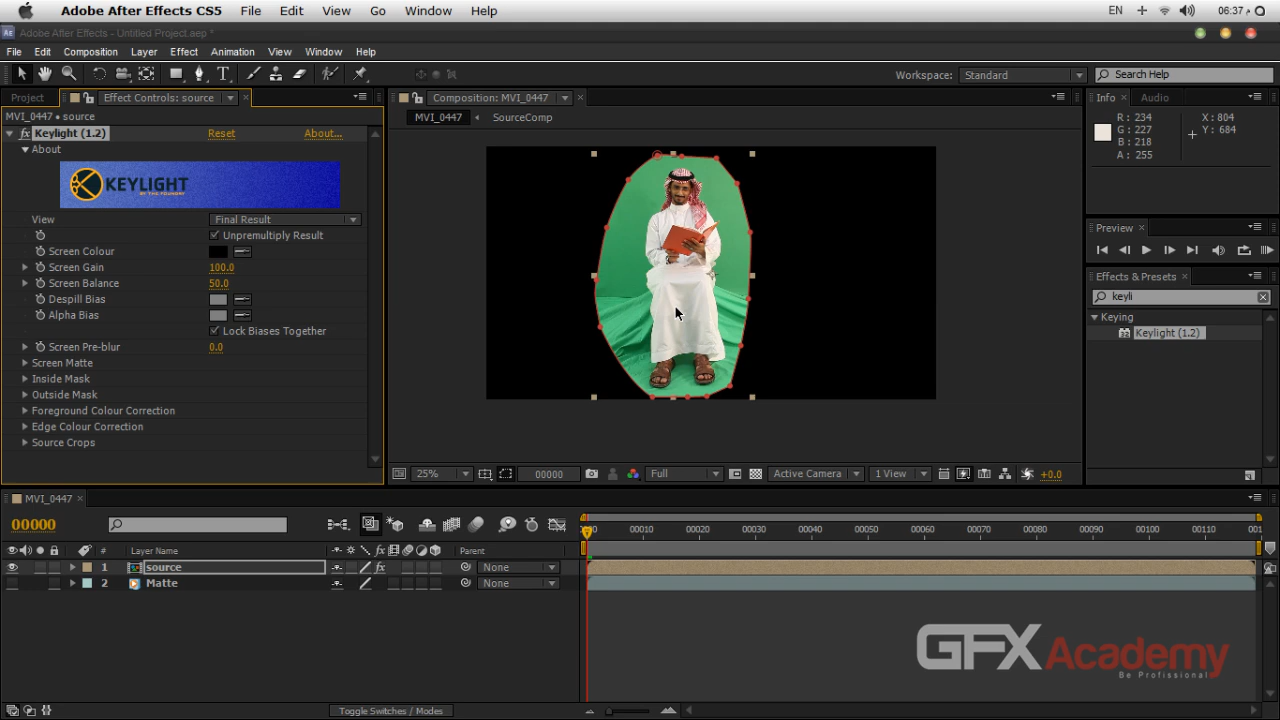 Adobe After Effects CS5 File Edit View Go Window Help EN 06:37 م
Adobe After Effects - Untitled Project.aep *
File Edit Composition Layer Effect Animation View Window Help
Workspace: Standard Search Help
Project Effect Controls: source Composition: MVI_0447 Info Audio
MVI_0447 • source
MVI_0447 SourceComp
R: 234 X: 804
G: 227 Y: 684
B: 218
A: 255
fx Keylight (1.2) Reset About...
About
KEYLIGHT
BY THE FOUNDRY
View Final Result
Unpremultiply Result
Screen Colour
Screen Gain 100.0
Screen Balance 50.0
Despill Bias
Alpha Bias
Lock Biases Together
Screen Pre-blur 0.0
Screen Matte
Inside Mask
Outside Mask
Foreground Colour Correction
Edge Colour Correction
Source Crops
Preview
Effects & Presets
keyli
Keying
Keylight (1.2)
25% 00000 Full Active Camera 1 View +0.0
MVI_0447
00000
00010 00020 00030 00040 00050 00060 00070 00080 00090 00100 00110
# Layer Name fx Parent
1 source fx None
2 Matte None
GFX Academy
Be Profissional
Toggle Switches / Modes